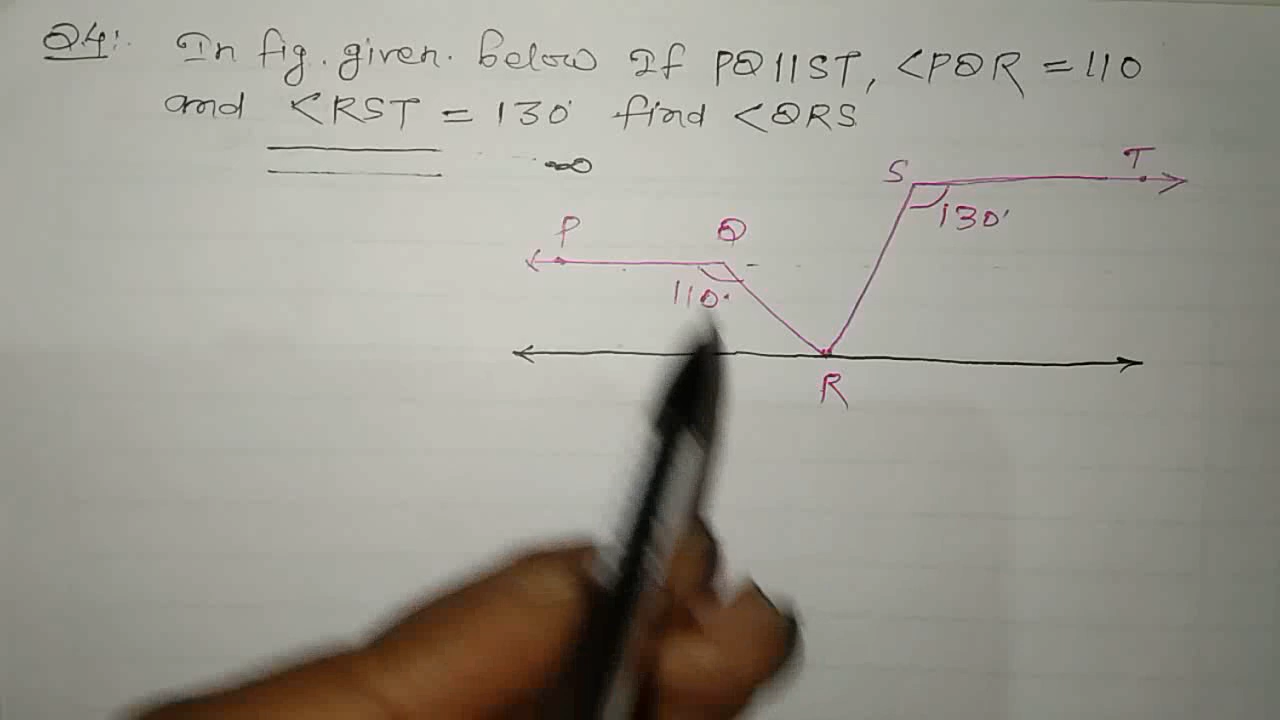 Q4:. In fig. given. below If PQ||ST, <PQR = 110
and <RST = 130° find <QRS
S
T
130°
P
Q
110°
R